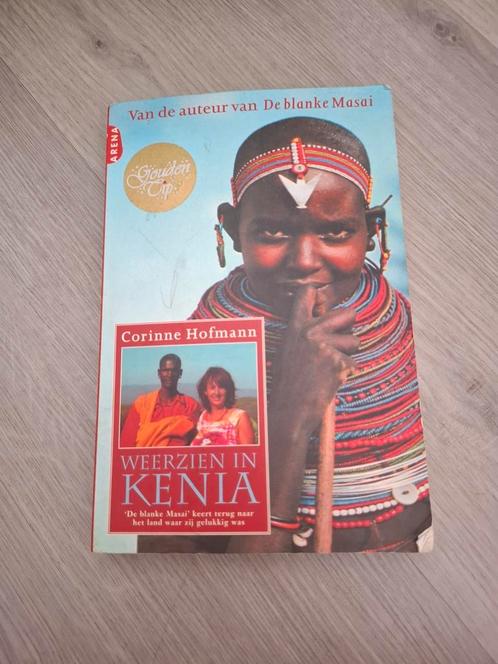 Van de auteur van De blanke Masai
ARENA
Gouden
Tip
Corinne Hofmann
WEERZIEN IN
KENIA
'De blanke Masai' keert terug naar
het land waar zij gelukkig was